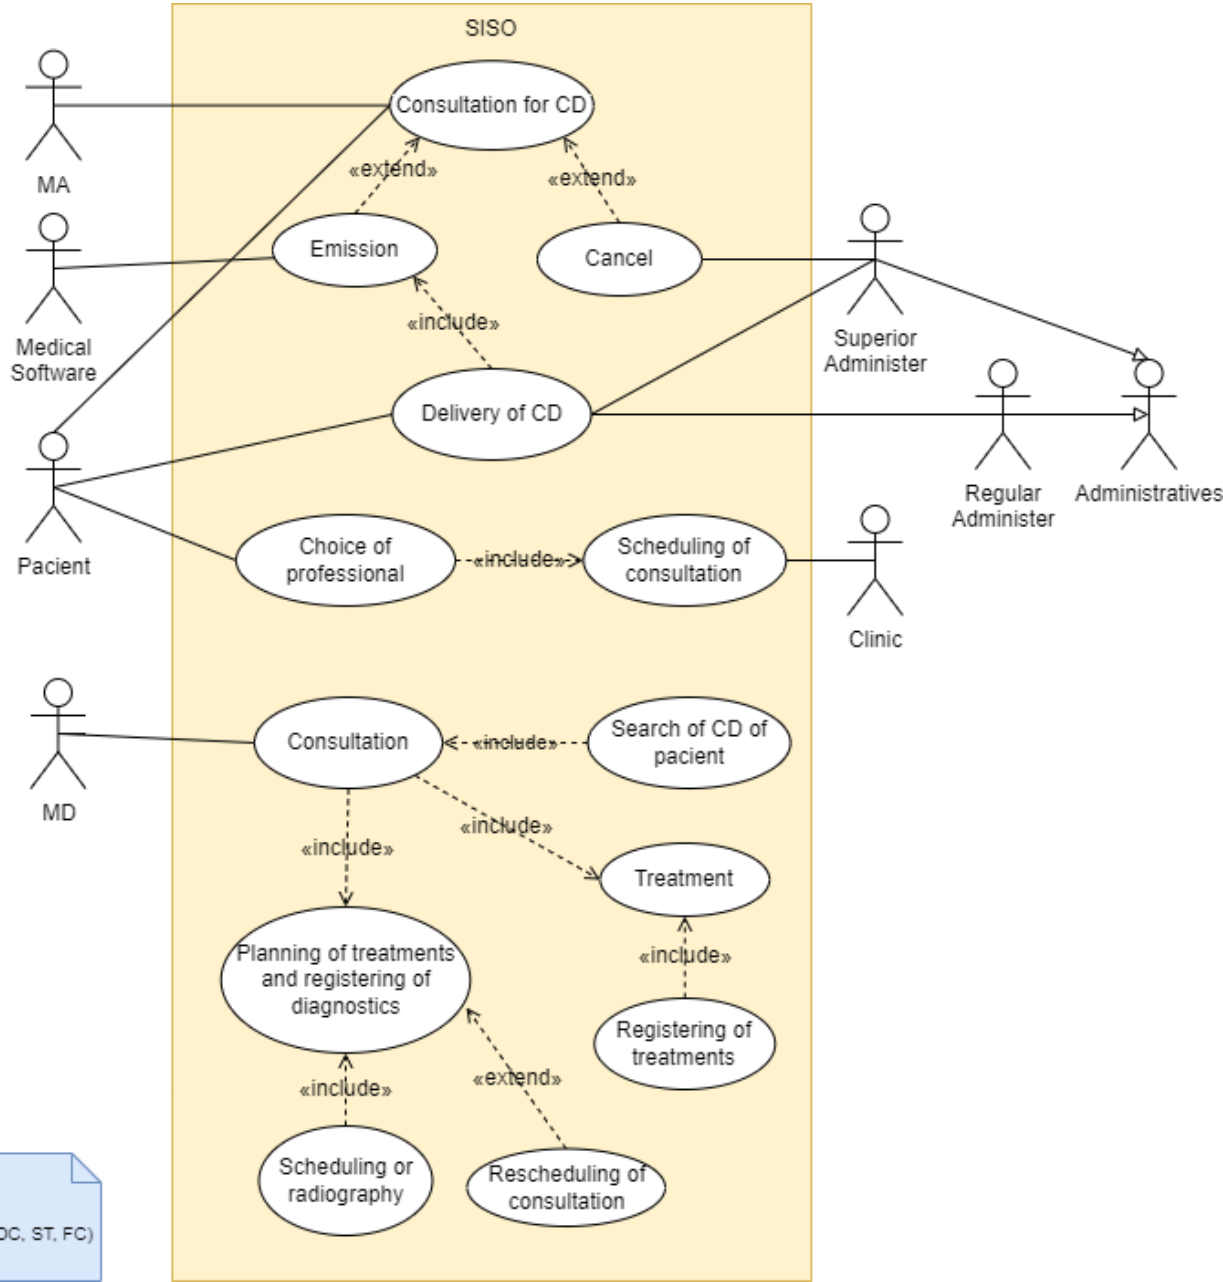 SISO
Consultation for CD
MA
«extend»
«extend»
Emission
Cancel
Medical
Software
«include»
Superior
Administer
Delivery of CD
Regular
Administer
Administratives
Pacient
Choice of
professional
«include»
Scheduling of
consultation
Clinic
MD
Consultation
«include»
Search of CD of
pacient
«include»
«include»
Treatment
Planning of treatments
and registering of
diagnostics
«include»
Registering of
treatments
«include»
«extend»
Scheduling or
radiography
Rescheduling of
consultation
ST, FC)